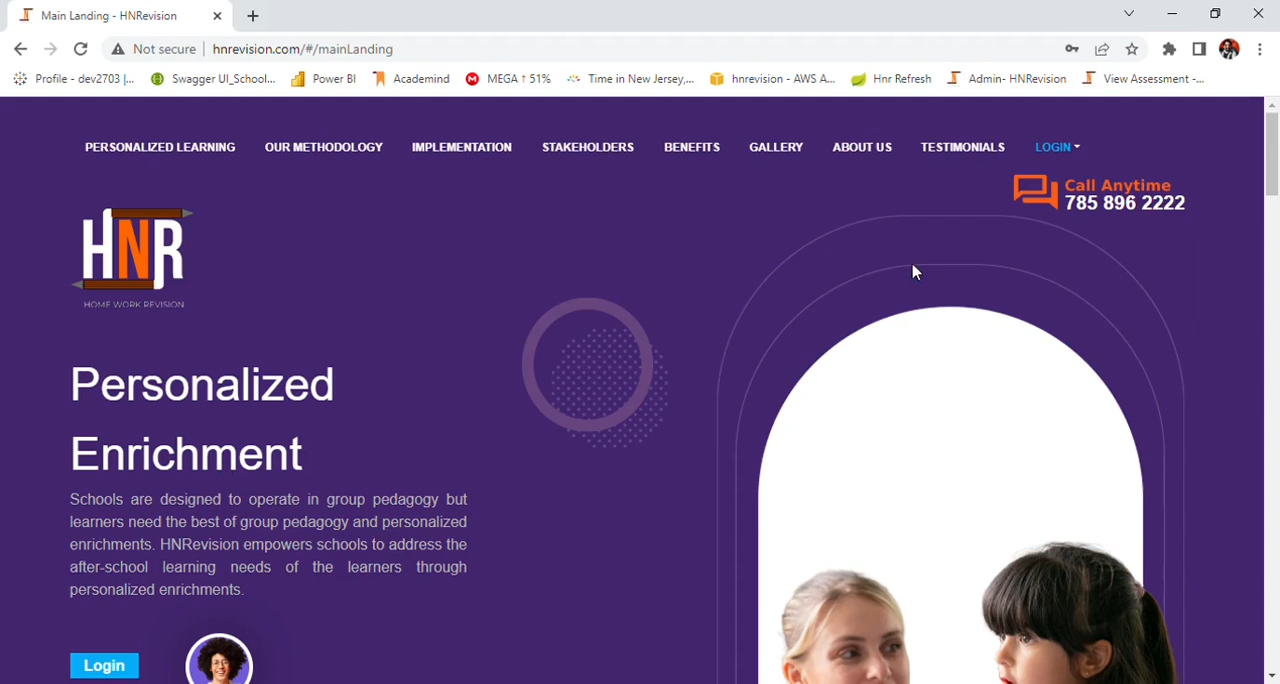 Main Landing - HNRevision
Not secure
hnrevision.com/#/mainLanding
Profile - dev2703 |...
Swagger UI_School...
Power BI
Academind
MEGA ↑ 51%
Time in New Jersey,...
hnrevision - AWS A...
Hnr Refresh
Admin- HNRevision
View Assessment -...
PERSONALIZED LEARNING
OUR METHODOLOGY
IMPLEMENTATION
STAKEHOLDERS
BENEFITS
GALLERY
ABOUT US
TESTIMONIALS
LOGIN
Call Anytime
785 896 2222
HNR
HOME WORK REVISION
Personalized
Enrichment
Schools are designed to operate in group pedagogy but
learners need the best of group pedagogy and personalized
enrichments. HNRevision empowers schools to address the
after-school learning needs of the learners through
personalized enrichments.
Login